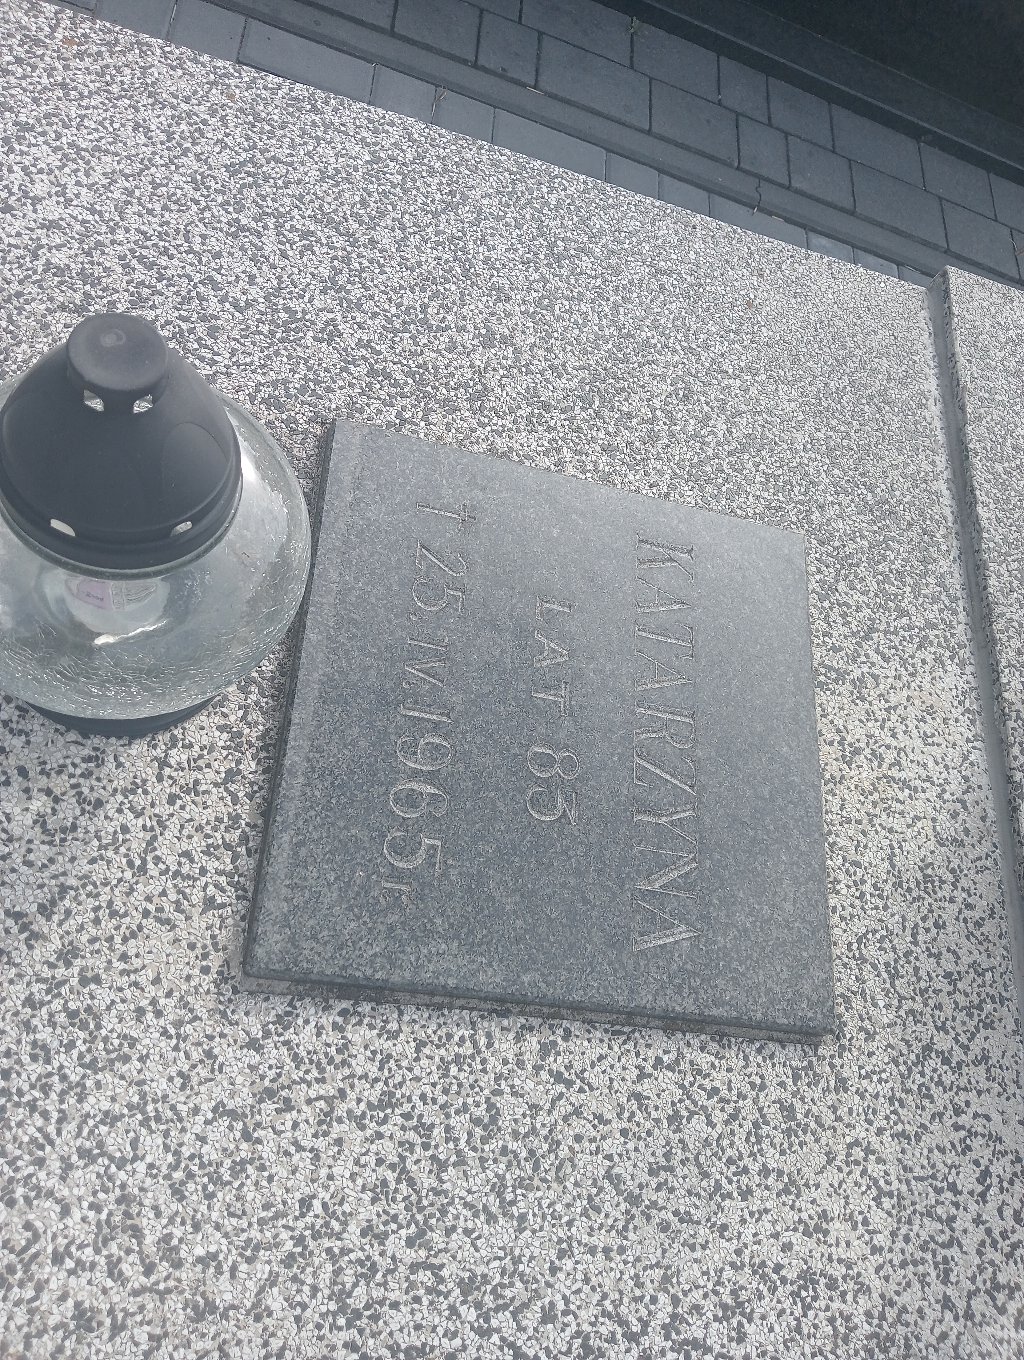 KATARZYNA
LAT 83
† 25.IV.1965r